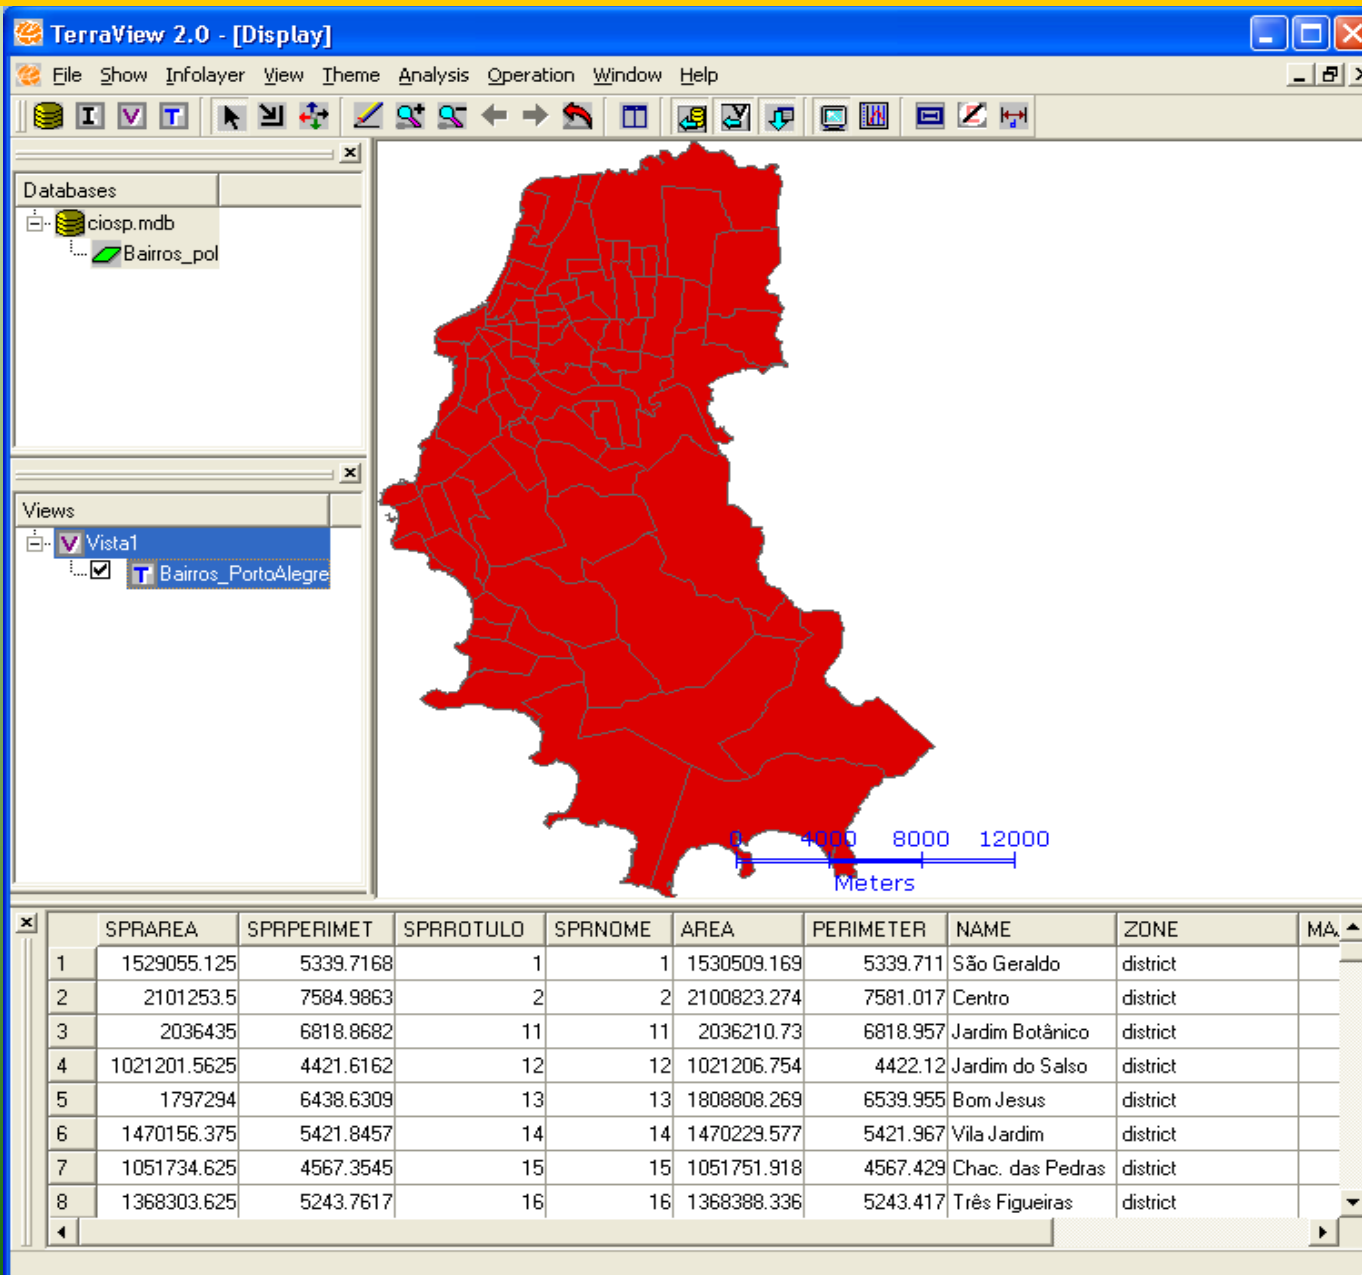 TerraView 2.0 - [Display]
File Show Infolayer View Theme Analysis Operation Window Help
I V T
Databases
ciosp.mdb
Bairros_pol
Views
V Vista1
T Bairros_PortoAlegre
0 4000 8000 12000
Meters
SPRAREA SPRPERIMET SPRROTULO SPRNOME AREA PERIMETER NAME ZONE MA
1 1529055.125 5339.7168 1 1 1530509.169 5339.711 São Geraldo district
2 2101253.5 7584.9863 2 2 2100823.274 7581.017 Centro district
3 2036435 6818.8682 11 11 2036210.73 6818.957 Jardim Botânico district
4 1021201.5625 4421.6162 12 12 1021206.754 4422.12 Jardim do Salso district
5 1797294 6438.6309 13 13 1808808.269 6539.955 Bom Jesus district
6 1470156.375 5421.8457 14 14 1470229.577 5421.967 Vila Jardim district
7 1051734.625 4567.3545 15 15 1051751.918 4567.429 Chac. das Pedras district
8 1368303.625 5243.7617 16 16 1368388.336 5243.417 Três Figueiras district